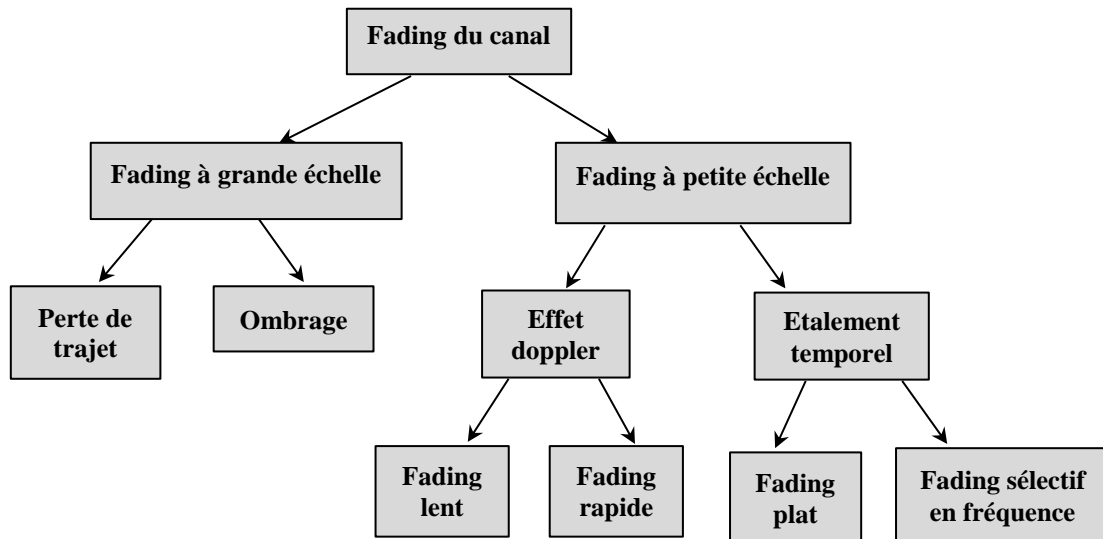 Fading du canal
Fading à grande échelle
Fading à petite échelle
Perte de
trajet
Ombrage
Effet
doppler
Etalement
temporel
Fading
lent
Fading
rapide
Fading
plat
Fading sélectif
en fréquence